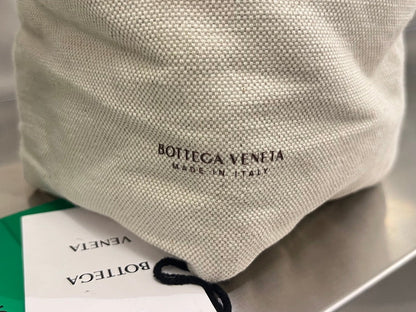 BOTTEGA VENETA
MADE IN ITALY
BOTTEGA
VENETA